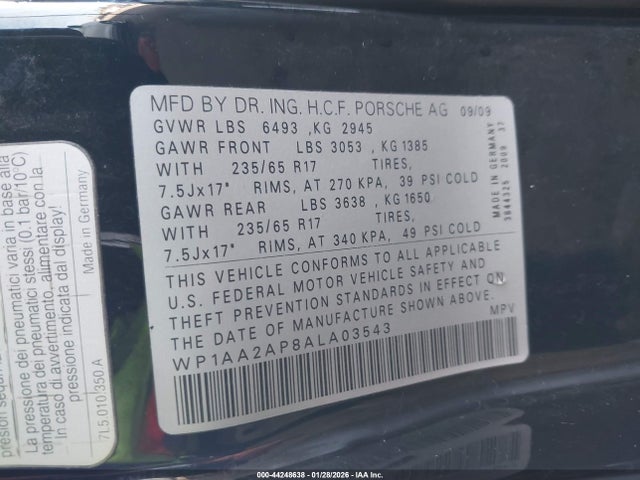 MFD BY DR. ING. H.C.F. PORSCHE AG 09/09
GVWR LBS 6493 , KG 2945
GAWR FRONT LBS 3053 , KG 1385
WITH 235/65 R17 TIRES,
7.5Jx17" RIMS, AT 270 KPA, 39 PSI COLD
GAWR REAR LBS 3638 , KG 1650
WITH 235/65 R17 TIRES,
7.5Jx17" RIMS, AT 340 KPA, 49 PSI COLD
THIS VEHICLE CONFORMS TO ALL APPLICABLE
U.S. FEDERAL MOTOR VEHICLE SAFETY AND
THEFT PREVENTION STANDARDS IN EFFECT ON
THE DATE OF MANUFACTURE SHOWN ABOVE.
WP1AA2AP8ALA03543 MPV
MADE IN GERMANY
3644325 2009 37
La pressione dei pneumatici varia in base alla
temperatura dei pneumatici stessi (0.1 bar/10°C)
In caso di avvertimento, alimentare con la
pressione indicata dal display!
7L5 010 350 A Made in Germany
000-44248638 - 01/28/2026 - IAA Inc.